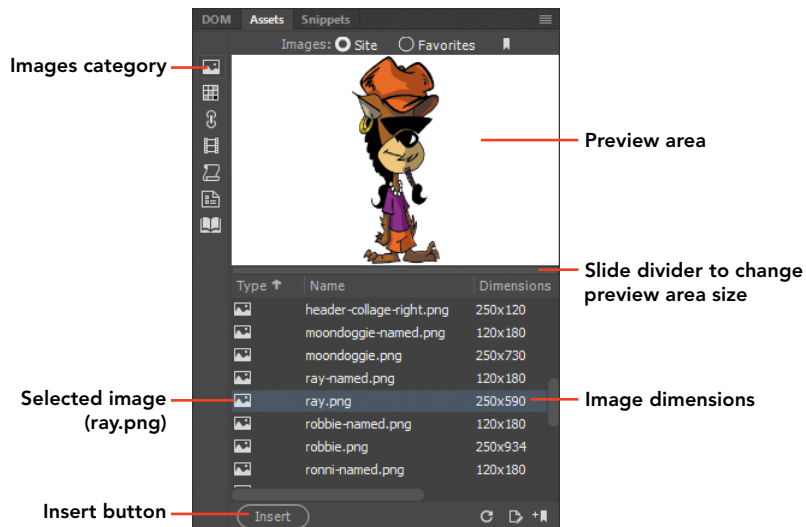 DOM Assets Snippets
Images: Site Favorites
Images category
Preview area
Slide divider to change
preview area size
Type Name Dimensions
header-collage-right.png 250x120
moondoggie-named.png 120x180
moondoggie.png 250x730
ray-named.png 120x180
Selected image
(ray.png)
ray.png 250x590
Image dimensions
robbie-named.png 120x180
robbie.png 250x934
ronni-named.png 120x180
Insert button
Insert